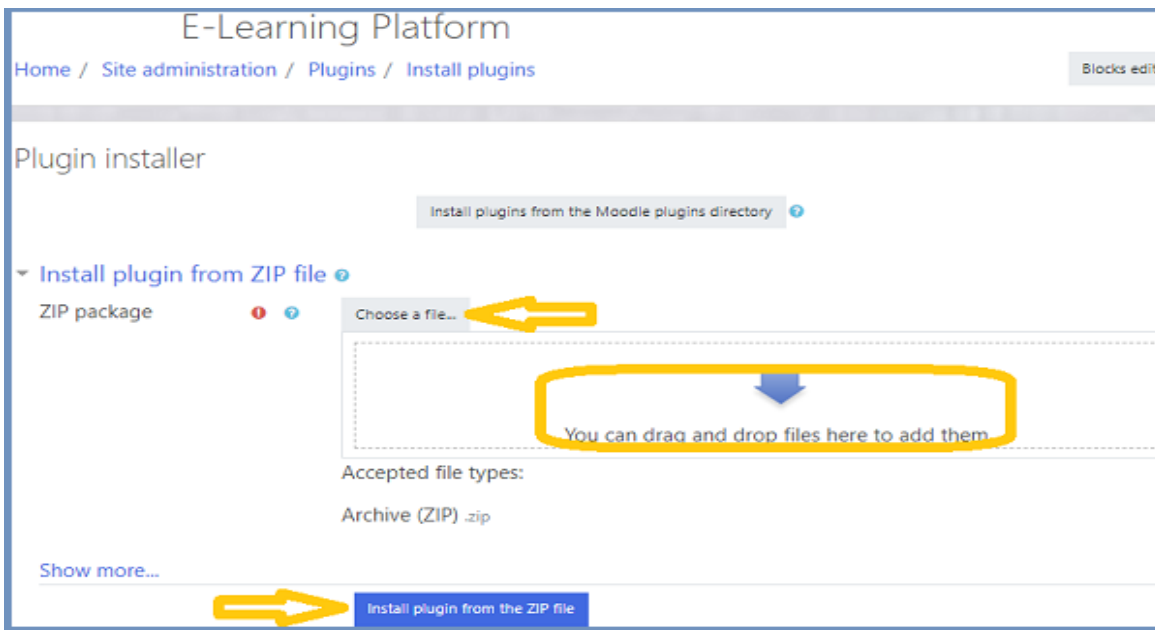 E-Learning Platform
Home / Site administration / Plugins / Install plugins
Blocks edit
Plugin installer
Install plugins from the Moodle plugins directory
Install plugin from ZIP file
ZIP package
Choose a file...
You can drag and drop files here to add them
Accepted file types:
Archive (ZIP) .zip
Show more...
Install plugin from the ZIP file